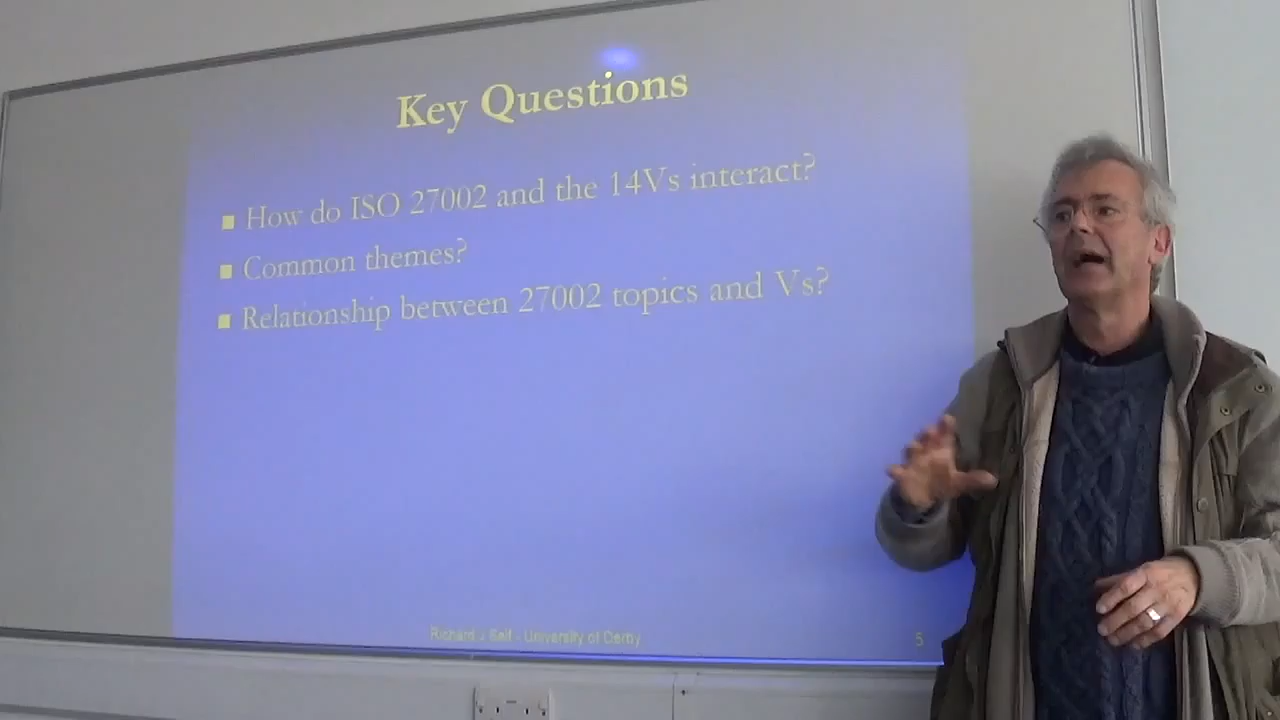 Key Questions
■ How do ISO 27002 and the 14Vs interact?
■ Common themes?
■ Relationship between 27002 topics and Vs?
Richard J Self - University of Derby
5